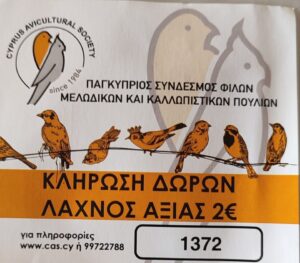 CYPRUS AVICULTURAL SOCIETY
since 1984
ΠΑΓΚΥΠΡΙΟΣ ΣΥΝΔΕΣΜΟΣ ΦΙΛΩΝ
ΜΕΛΩΔΙΚΩΝ ΚΑΙ ΚΑΛΛΩΠΙΣΤΙΚΩΝ ΠΟΥΛΙΩΝ
ΚΛΗΡΩΣΗ ΔΩΡΩΝ
ΛΑΧΝΟΣ ΑΞΙΑΣ 2€
για πληροφορίες
www.cas.cy ή 99722788
1372